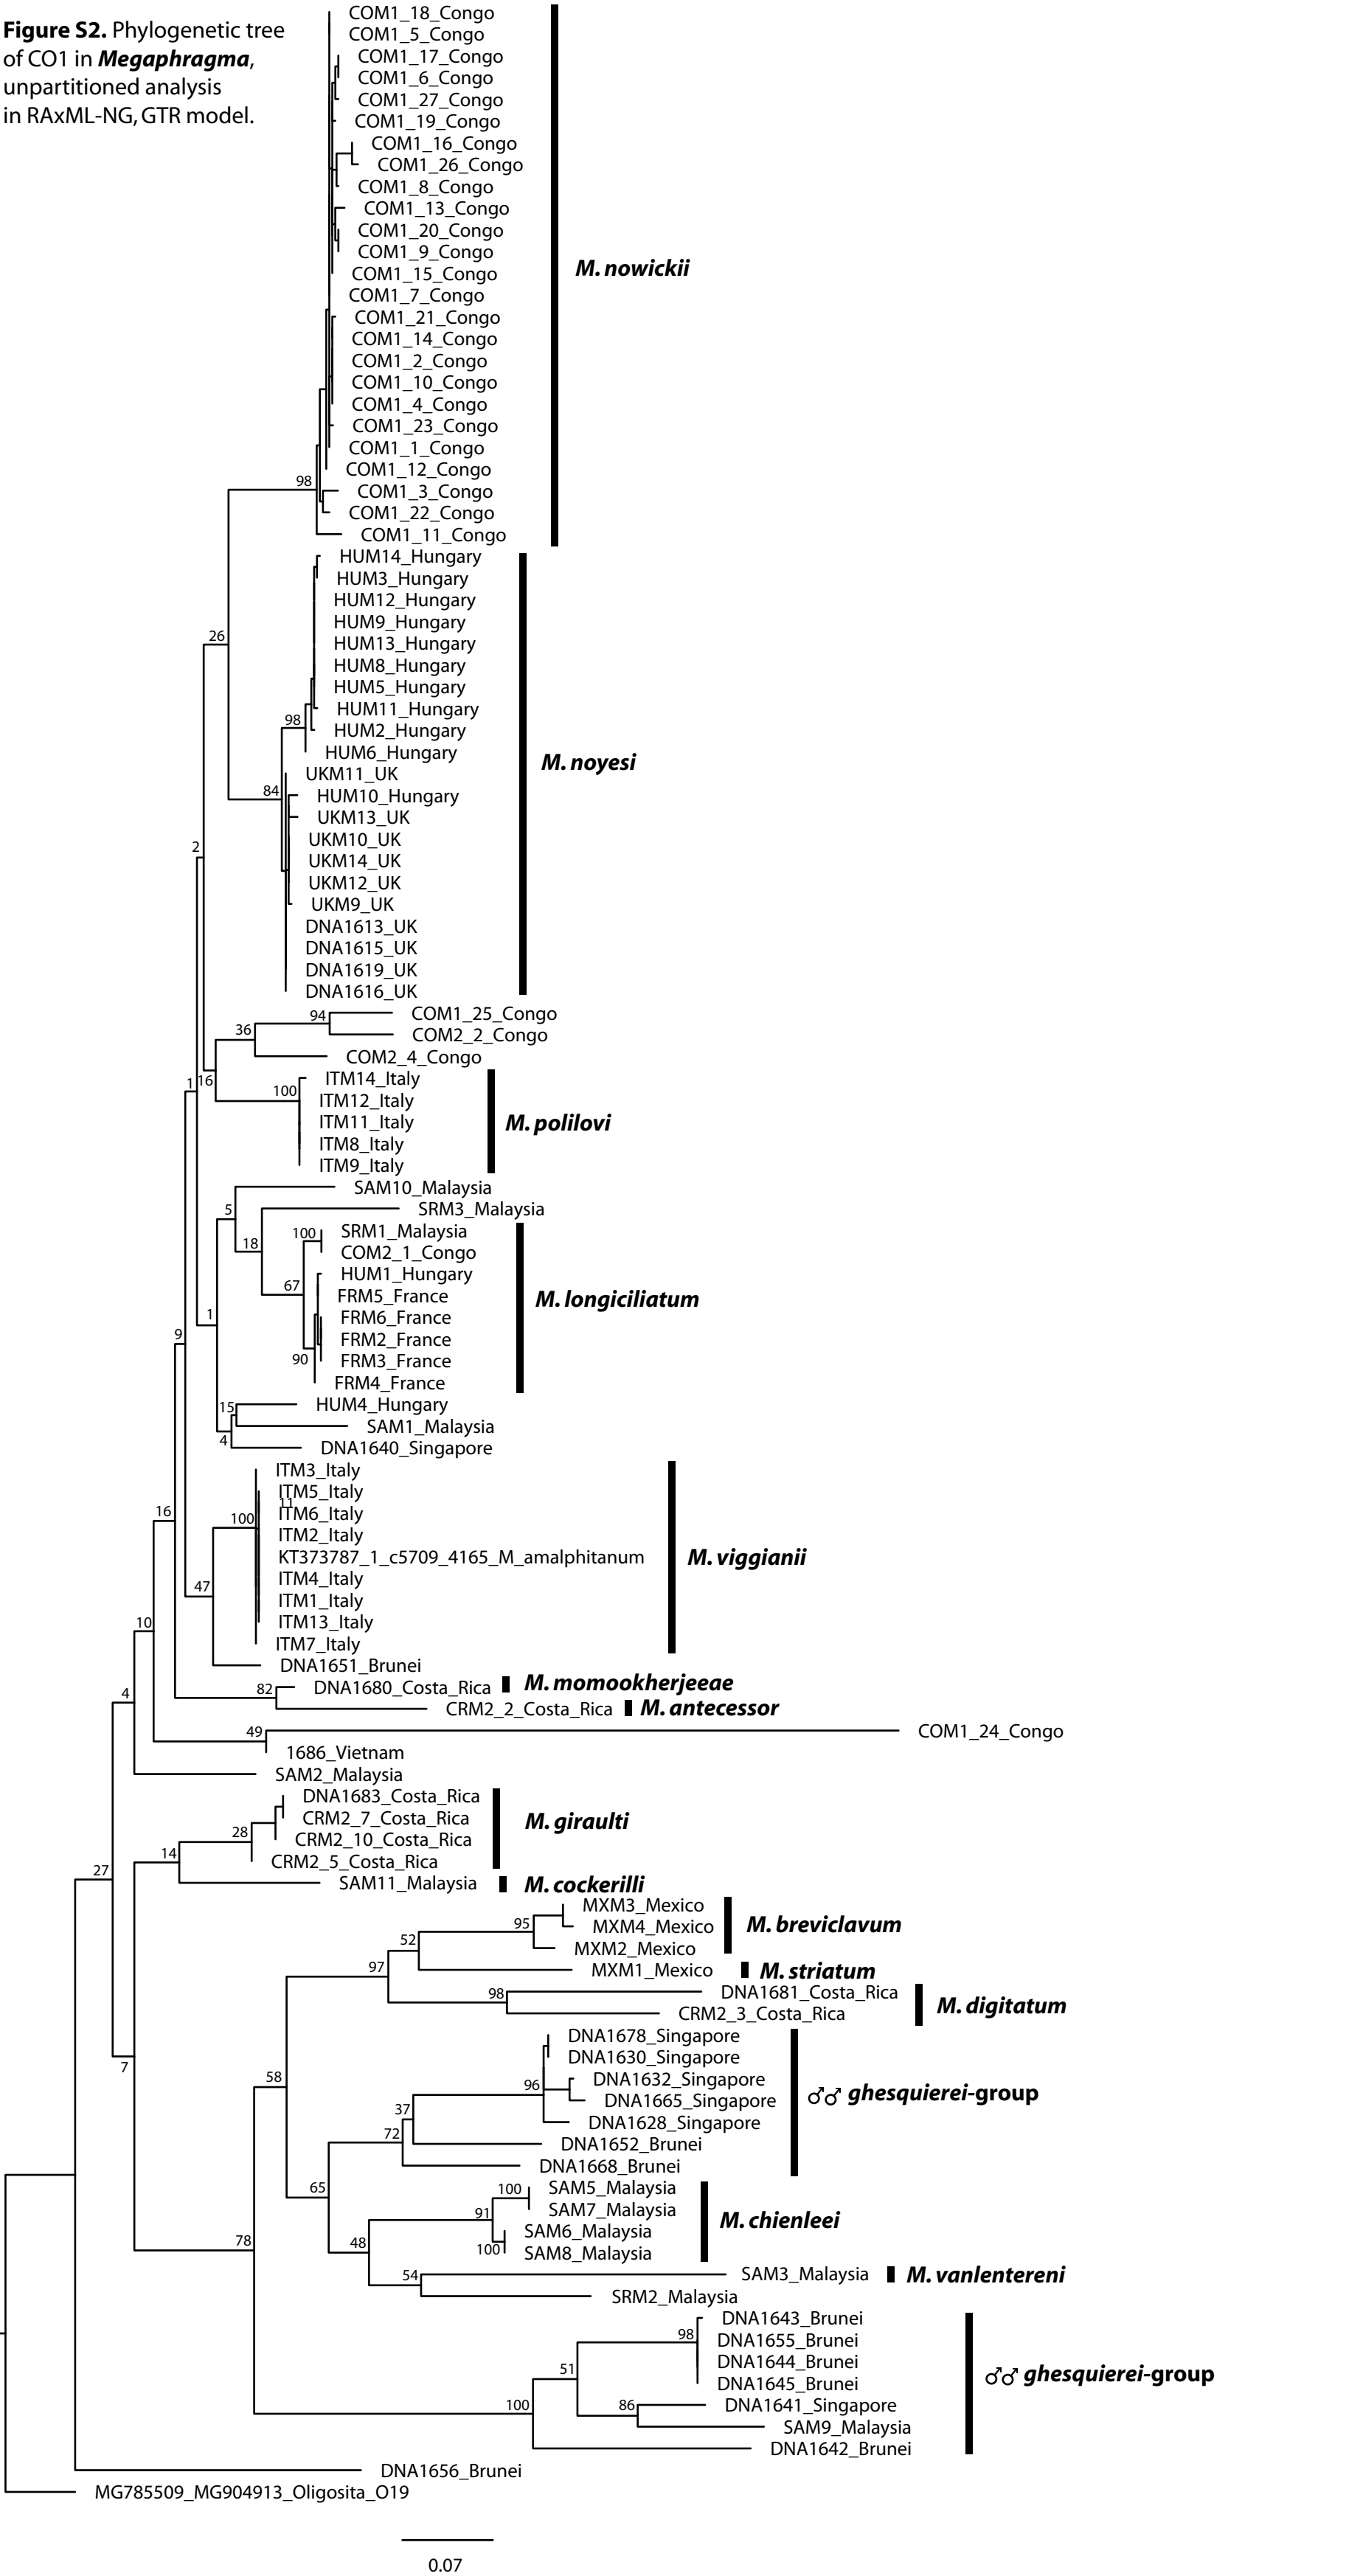 Figure S2. Phylogenetic tree
of CO1 in Megaphragma,
unpartitioned analysis
in RAxML-NG, GTR model.
COM1_18_Congo
COM1_5_Congo
COM1_17_Congo
COM1_6_Congo
COM1_27_Congo
COM1_19_Congo
COM1_16_Congo
COM1_26_Congo
COM1_8_Congo
COM1_13_Congo
COM1_20_Congo
COM1_9_Congo
M. nowickii
COM1_15_Congo
COM1_7_Congo
COM1_21_Congo
COM1_14_Congo
COM1_2_Congo
COM1_10_Congo
COM1_4_Congo
COM1_23_Congo
COM1_1_Congo
COM1_12_Congo
98
COM1_3_Congo
COM1_22_Congo
COM1_11_Congo
HUM14_Hungary
HUM3_Hungary
HUM12_Hungary
HUM9_Hungary
26
HUM13_Hungary
HUM8_Hungary
HUM5_Hungary
HUM11_Hungary
98
HUM2_Hungary
HUM6_Hungary
M. noyesi
UKM11_UK
84
HUM10_Hungary
UKM13_UK
UKM10_UK
2
UKM14_UK
UKM12_UK
UKM9_UK
DNA1613_UK
DNA1615_UK
DNA1619_UK
DNA1616_UK
94
COM1_25_Congo
36
COM2_2_Congo
COM2_4_Congo
1
16
ITM14_Italy
100
ITM12_Italy
ITM11_Italy
M. polilovi
ITM8_Italy
ITM9_Italy
SAM10_Malaysia
5
SRM3_Malaysia
100
SRM1_Malaysia
18
COM2_1_Congo
HUM1_Hungary
67
FRM5_France
M. longiciliatum
1
FRM6_France
9
FRM2_France
90
FRM3_France
FRM4_France
15
HUM4_Hungary
SAM1_Malaysia
4
DNA1640_Singapore
ITM3_Italy
ITM5_Italy
11
16
ITM6_Italy
100
ITM2_Italy
KT373787_1_c5709_4165_M_amalphitanum
M. viggianii
ITM4_Italy
47
ITM1_Italy
10
ITM13_Italy
ITM7_Italy
DNA1651_Brunei
82
DNA1680_Costa_Rica
M. momookherjeeae
4
CRM2_2_Costa_Rica
M. antecessor
49
COM1_24_Congo
1686_Vietnam
SAM2_Malaysia
DNA1683_Costa_Rica
CRM2_7_Costa_Rica
M. giraulti
28
CRM2_10_Costa_Rica
14
CRM2_5_Costa_Rica
27
SAM11_Malaysia
M. cockerilli
MXM3_Mexico
95
MXM4_Mexico
M. breviclavum
52
MXM2_Mexico
97
MXM1_Mexico
M. striatum
98
DNA1681_Costa_Rica
M. digitatum
CRM2_3_Costa_Rica
DNA1678_Singapore
7
DNA1630_Singapore
58
DNA1632_Singapore
96
DNA1665_Singapore
♂♂ ghesquierei-group
37
DNA1628_Singapore
72
DNA1652_Brunei
DNA1668_Brunei
65
100
SAM5_Malaysia
SAM7_Malaysia
91
M. chienleei
SAM6_Malaysia
78
48
100
SAM8_Malaysia
54
SAM3_Malaysia
M. vanlentereni
SRM2_Malaysia
DNA1643_Brunei
98
DNA1655_Brunei
DNA1644_Brunei
51
DNA1645_Brunei
♂♂ ghesquierei-group
100
86
DNA1641_Singapore
SAM9_Malaysia
DNA1642_Brunei
DNA1656_Brunei
MG785509_MG904913_Oligosita_O19
0.07